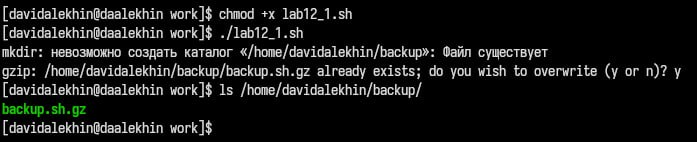 [davidalekhin@daalekhin work]$ chmod +x lab12_1.sh
[davidalekhin@daalekhin work]$ ./lab12_1.sh
mkdir: невозможно создать каталог «/home/davidalekhin/backup»: Файл существует
gzip: /home/davidalekhin/backup/backup.sh.gz already exists; do you wish to overwrite (y or n)? y
[davidalekhin@daalekhin work]$ ls /home/davidalekhin/backup/
backup.sh.gz
[davidalekhin@daalekhin work]$